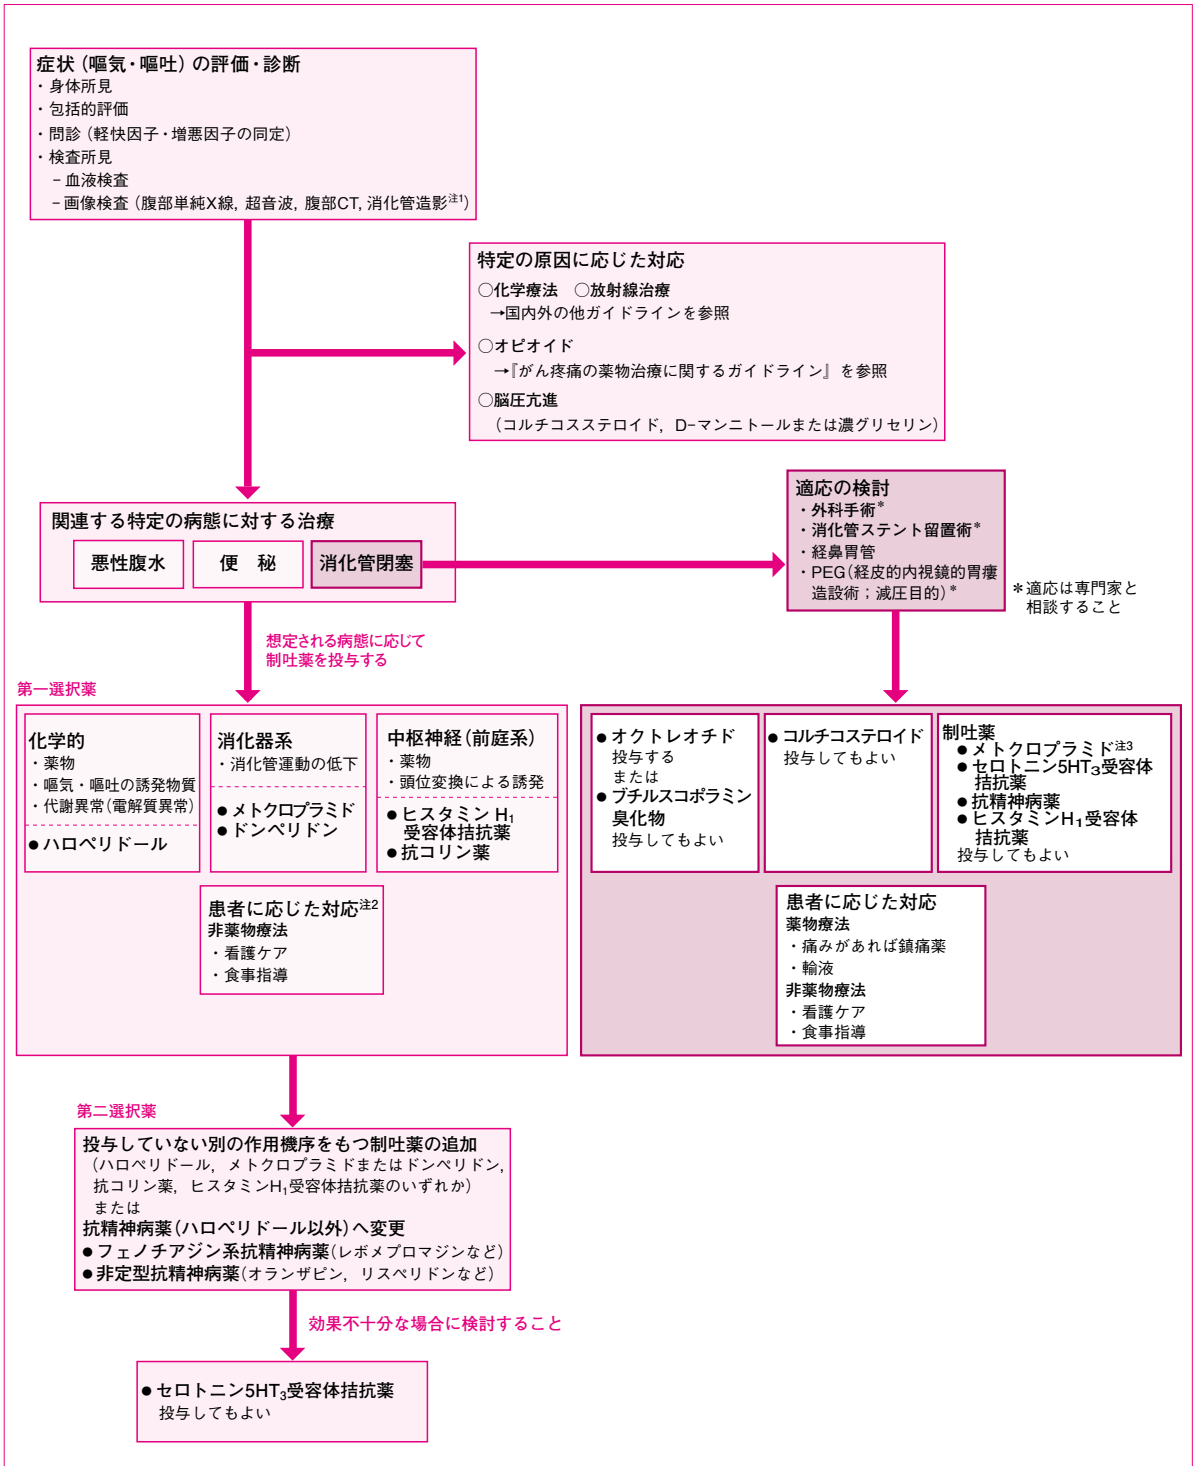 症状（嘔気・嘔吐）の評価・診断
・身体所見
・包括的評価
・問診（軽快因子・増悪因子の同定）
・検査所見
－血液検査
－画像検査（腹部単純X線, 超音波, 腹部CT, 消化管造影注1）
特定の原因に応じた対応
○化学療法　○放射線治療
→国内外の他ガイドラインを参照
○オピオイド
→『がん疼痛の薬物治療に関するガイドライン』を参照
○脳圧亢進
（コルチコスステロイド，D−マンニトールまたは濃グリセリン）
関連する特定の病態に対する治療
悪性腹水
便　秘
消化管閉塞
適応の検討
・外科手術＊
・消化管ステント留置術＊
・経鼻胃管
・PEG（経皮的内視鏡的胃瘻
造設術；減圧目的）＊
＊適応は専門家と
相談すること
想定される病態に応じて
制吐薬を投与する
第一選択薬
化学的
・薬物
・嘔気・嘔吐の誘発物質
・代謝異常（電解質異常）
●ハロペリドール
消化器系
・消化管運動の低下
●メトクロプラミド
●ドンペリドン
中枢神経（前庭系）
・薬物
・頭位変換による誘発
●ヒスタミン H₁
受容体拮抗薬
●抗コリン薬
患者に応じた対応注2
非薬物療法
・看護ケア
・食事指導
●オクトレオチド
投与する
または
●ブチルスコポラミン
臭化物
投与してもよい
●コルチコステロイド
投与してもよい
制吐薬
●メトクロプラミド注3
●セロトニン5HT₃受容体
拮抗薬
●抗精神病薬
●ヒスタミンH₁受容体
拮抗薬
投与してもよい
患者に応じた対応
薬物療法
・痛みがあれば鎮痛薬
・輸液
非薬物療法
・看護ケア
・食事指導
第二選択薬
投与していない別の作用機序をもつ制吐薬の追加
（ハロペリドール，メトクロプラミドまたはドンペリドン，
抗コリン薬，ヒスタミンH₁受容体拮抗薬のいずれか）
または
抗精神病薬（ハロペリドール以外）へ変更
●フェノチアジン系抗精神病薬（レボメプロマジンなど）
●非定型抗精神病薬（オランザピン，リスペリドンなど）
効果不十分な場合に検討すること
●セロトニン5HT₃受容体拮抗薬
投与してもよい